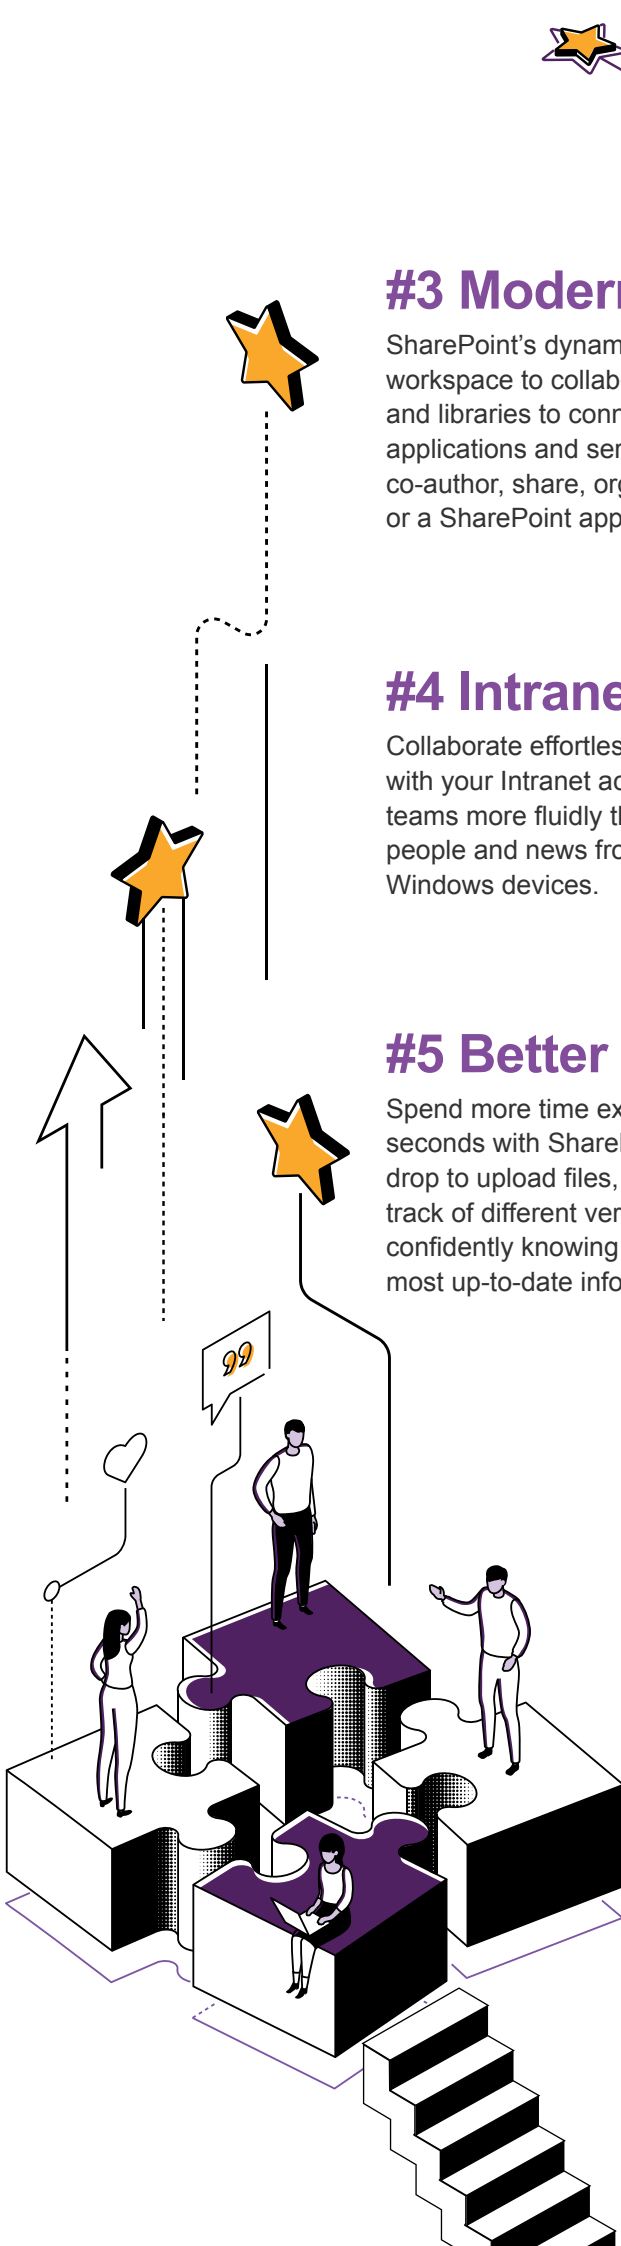 #3 Modern
SharePoint’s dynam
workspace to collab
and libraries to conn
applications and ser
co-author, share, org
or a SharePoint app
#4 Intrane
Collaborate effortles
with your Intranet ac
teams more fluidly th
people and news fro
Windows devices.
#5 Better
Spend more time ex
seconds with Share
drop to upload files,
track of different ver
confidently knowing
most up-to-date info